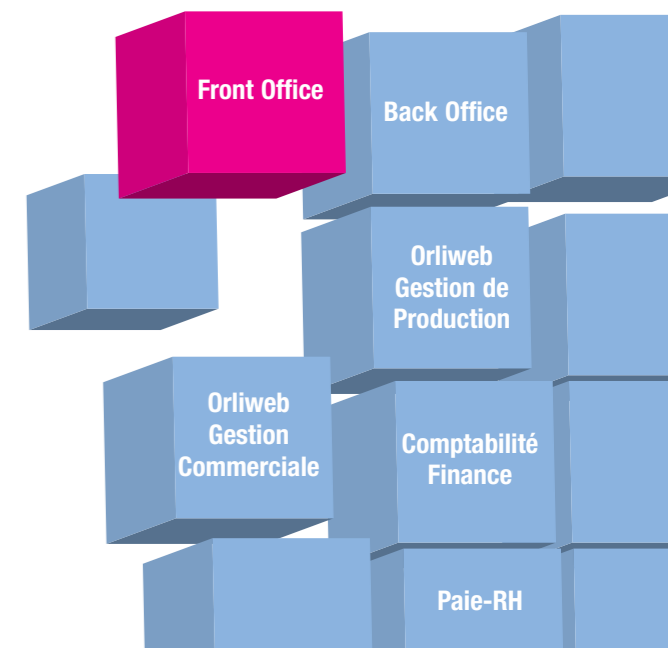 Front Office
Back Office
Orliweb
Gestion de
Production
Orliweb
Gestion
Commerciale
Comptabilité
Finance
Paie-RH